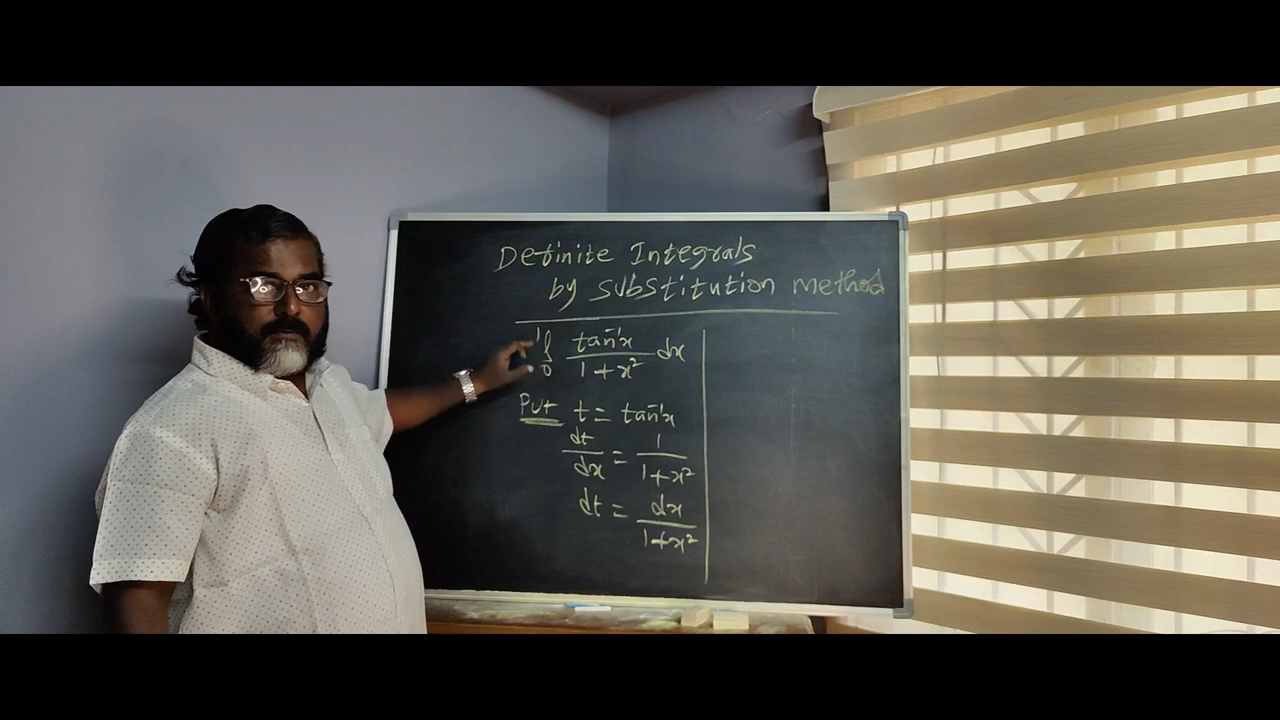 Definite Integrals
by substitution method
∫₀¹ tan⁻¹x / 1+x² dx
Put t = tan⁻¹x
dt/dx = 1/1+x²
dt = dx/1+x²